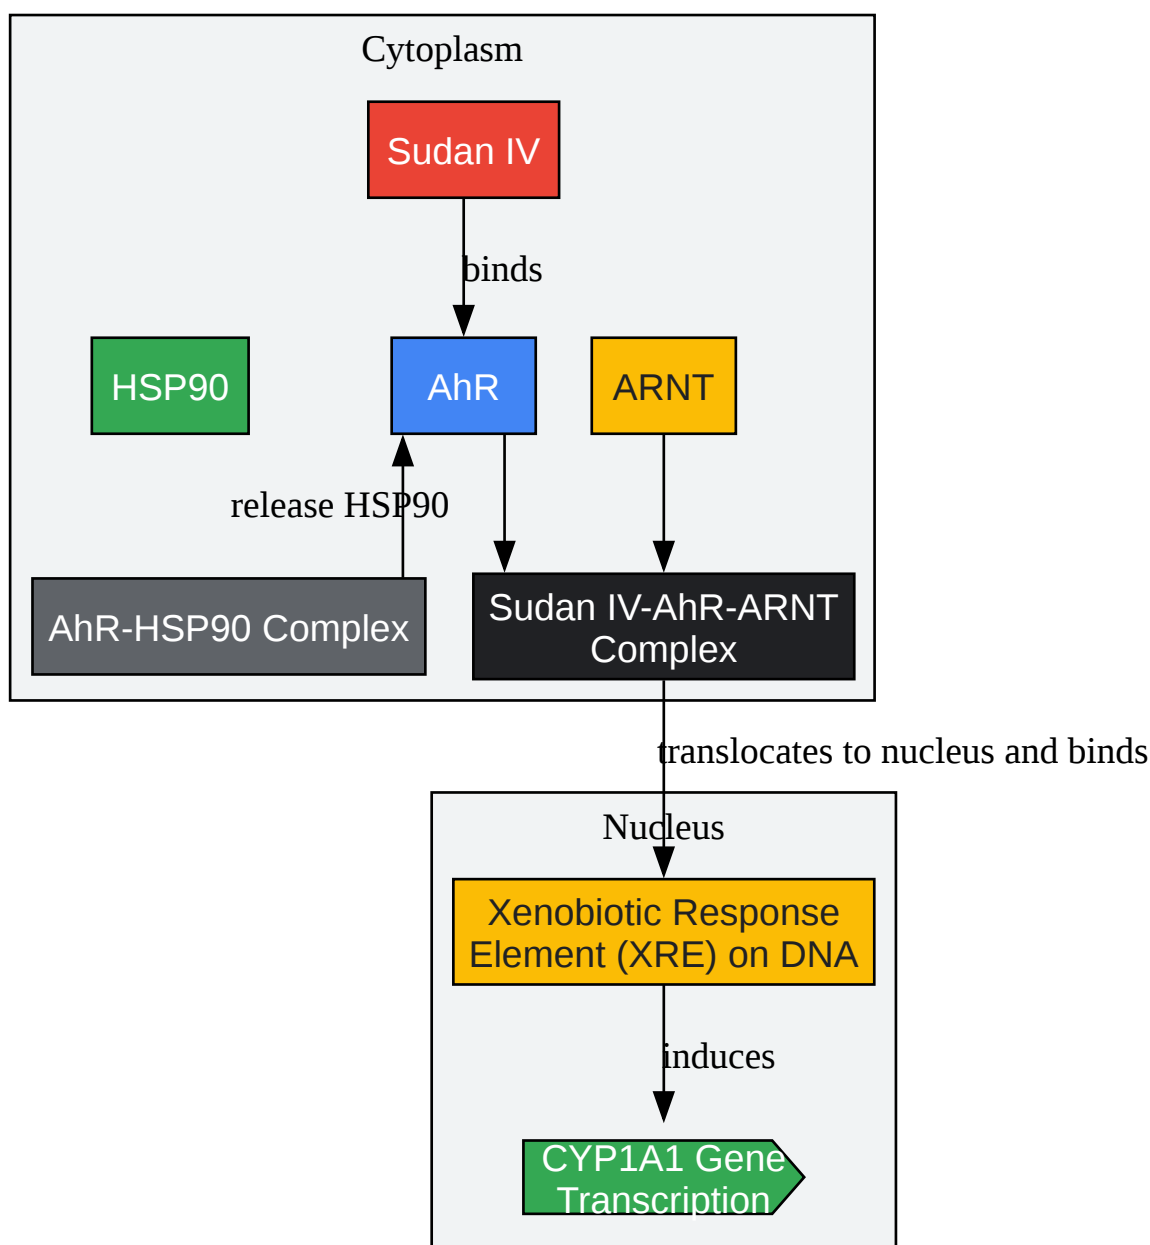 Cytoplasm
Sudan IV
binds
HSP90
AhR
ARNT
release HSP90
AhR-HSP90 Complex
Sudan IV-AhR-ARNT
Complex
translocates to nucleus and binds
Nucleus
Xenobiotic Response
Element (XRE) on DNA
induces
CYP1A1 Gene
Transcription